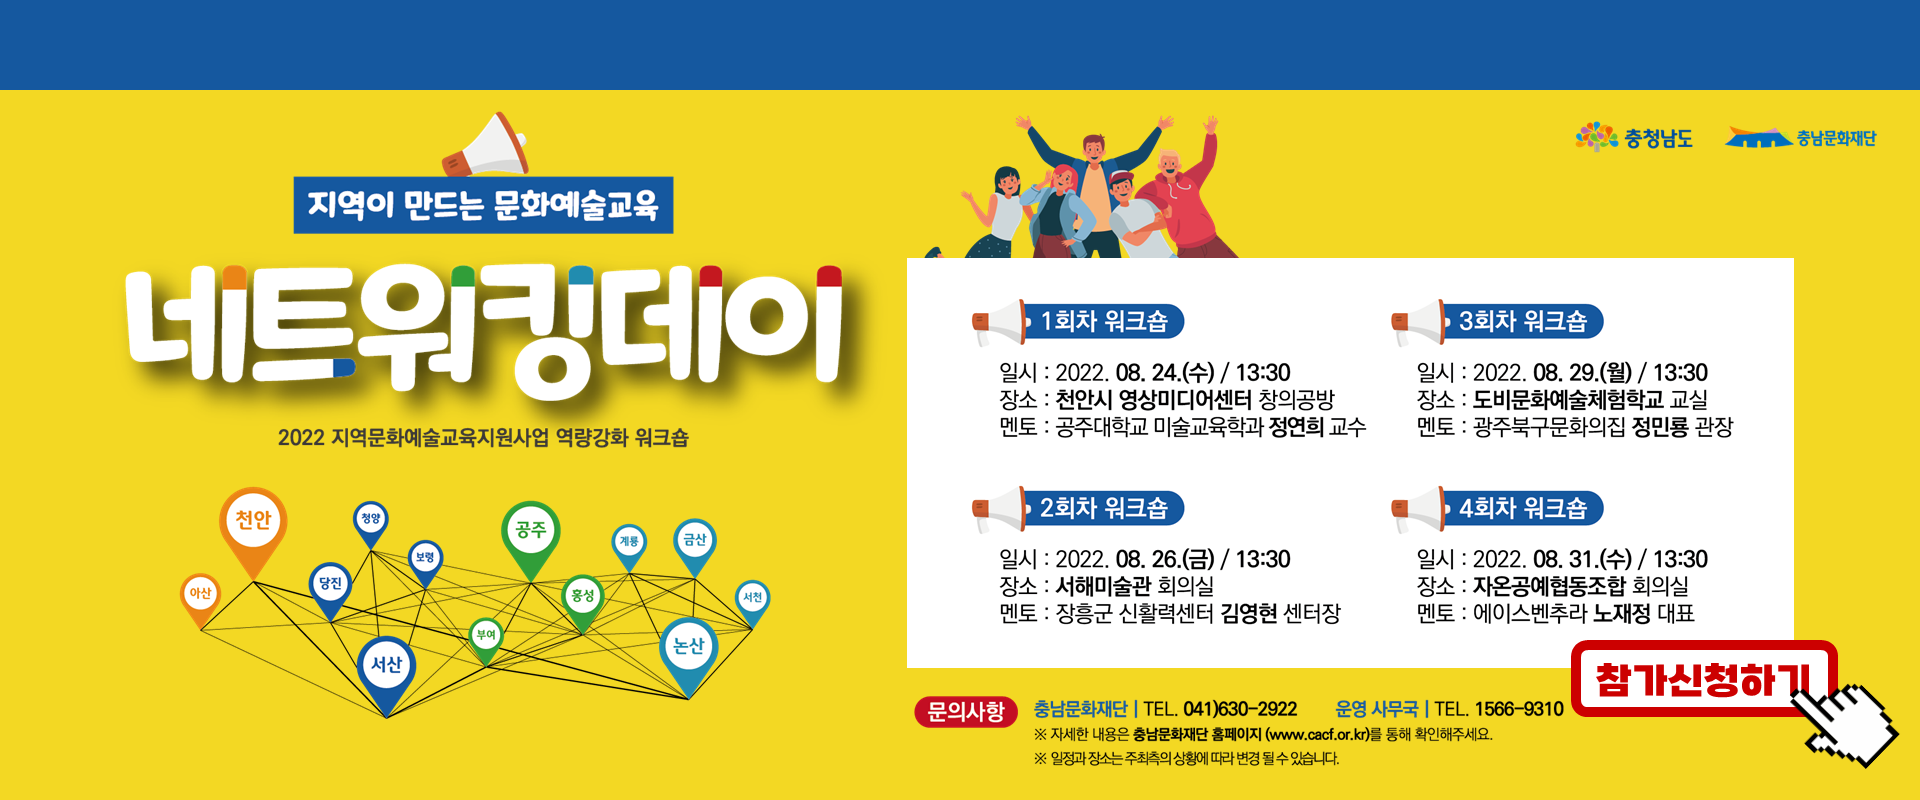 지역이 만드는 문화예술교육
네트워킹데이
2022 지역문화예술교육지원사업 역량강화 워크숍
천안
청양
공주
계룡
금산
보령
아산
당진
홍성
서천
부여
서산
논산
충청남도
충남문화재단
1회차 워크숍
일시 : 2022. 08. 24.(수) / 13:30
장소 : 천안시 영상미디어센터 창의공방
멘토 : 공주대학교 미술교육학과 정연희 교수
2회차 워크숍
일시 : 2022. 08. 26.(금) / 13:30
장소 : 서해미술관 회의실
멘토 : 장흥군 신활력센터 김영현 센터장
3회차 워크숍
일시 : 2022. 08. 29.(월) / 13:30
장소 : 도비문화예술체험학교 교실
멘토 : 광주북구문화의집 정민룡 관장
4회차 워크숍
일시 : 2022. 08. 31.(수) / 13:30
장소 : 자온공예협동조합 회의실
멘토 : 에이스벤추라 노재정 대표
참가신청하기
문의사항
충남문화재단 | TEL. 041)630-2922 운영 사무국 | TEL. 1566-9310
※ 자세한 내용은 충남문화재단 홈페이지 (www.cacf.or.kr)를 통해 확인해주세요.
※ 일정과 장소는 주최측의 상황에 따라 변경 될 수 있습니다.